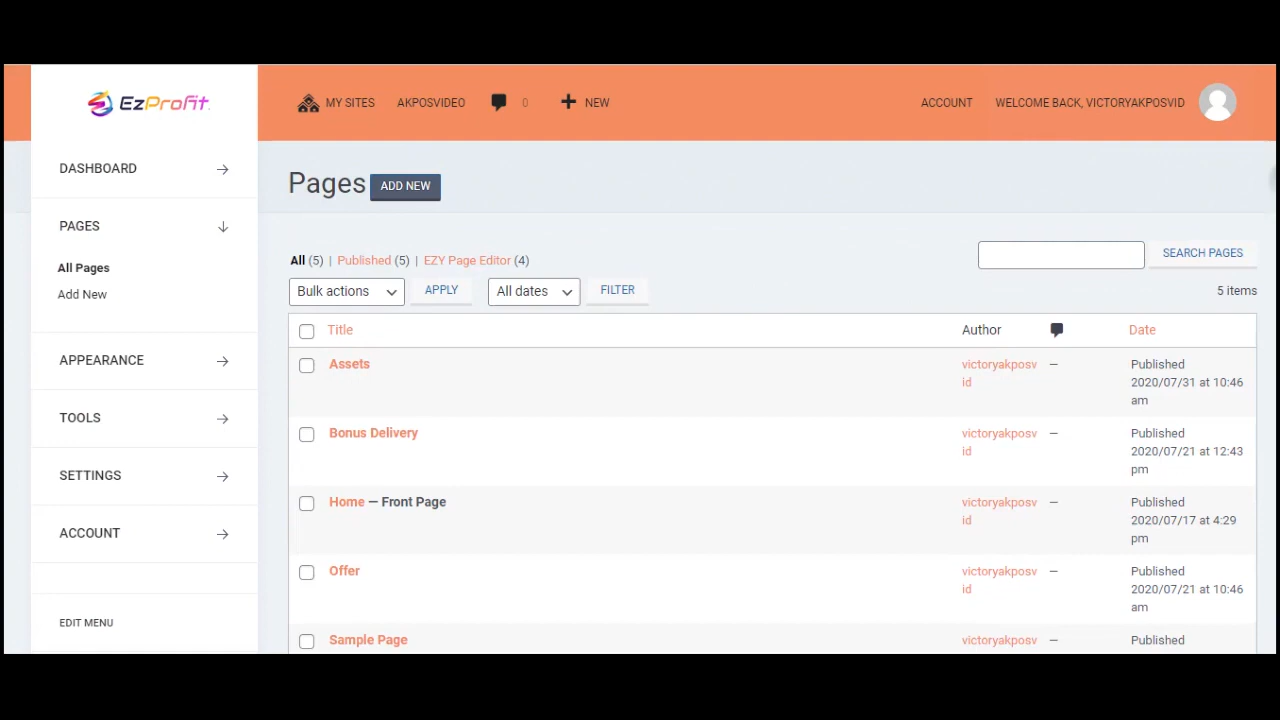 EzProfit
MY SITES AKPOSVIDEO 0 NEW ACCOUNT WELCOME BACK, VICTORYAKPOSVID
DASHBOARD
PAGES
All Pages
Add New
APPEARANCE
TOOLS
SETTINGS
ACCOUNT
EDIT MENU
Pages ADD NEW
All (5) | Published (5) | EZY Page Editor (4)
SEARCH PAGES
Bulk actions APPLY All dates FILTER
5 items
Title Author Date
Assets victoryakposv — Published
id 2020/07/31 at 10:46
am
Bonus Delivery victoryakposv — Published
id 2020/07/21 at 12:43
pm
Home — Front Page victoryakposv — Published
id 2020/07/17 at 4:29
pm
Offer victoryakposv — Published
id 2020/07/21 at 10:46
am
Sample Page victoryakposv — Published